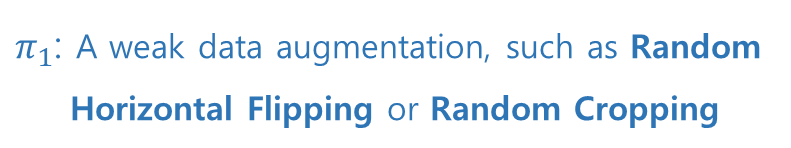 π₁: A weak data augmentation, such as Random
Horizontal Flipping or Random Cropping